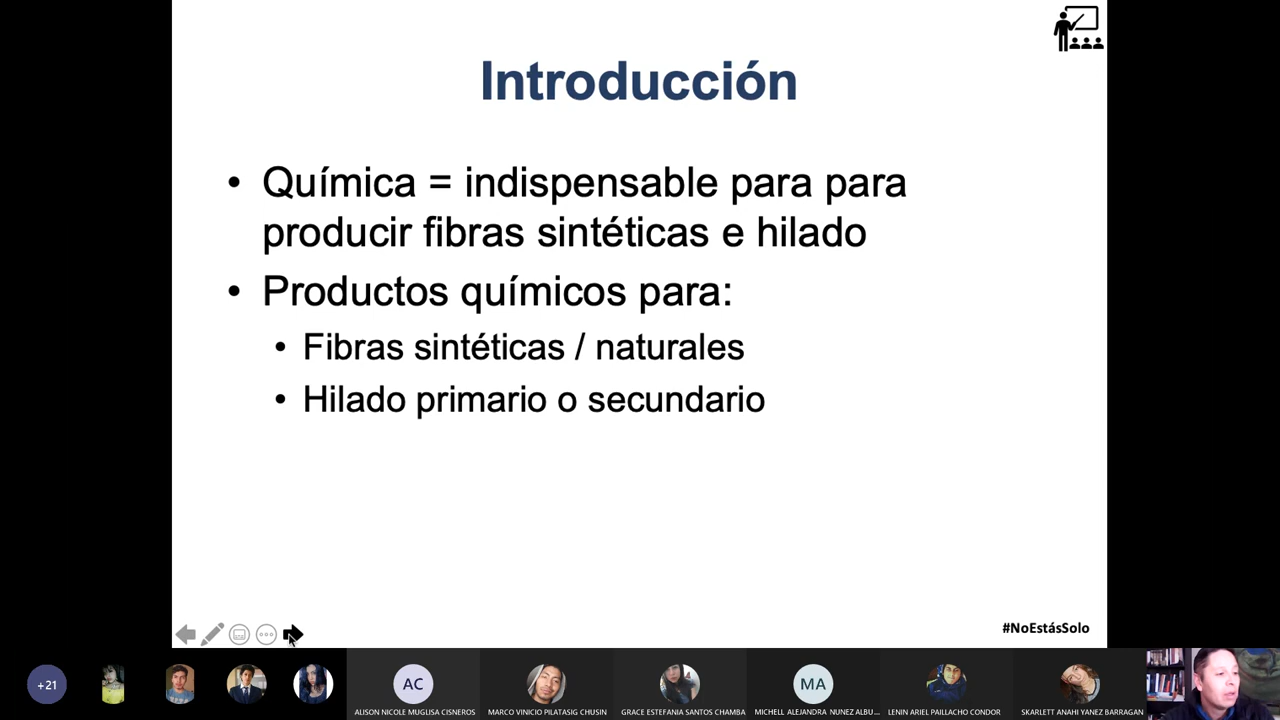 Introducción
• Química = indispensable para para
producir fibras sintéticas e hilado
• Productos químicos para:
• Fibras sintéticas / naturales
• Hilado primario o secundario
#NoEstásSolo
+21
AC
MA
ALISON NICOLE MUGLISA CISNEROS
MARCO VINICIO PILATASIG CHUSIN
GRACE ESTEFANIA SANTOS CHAMBA
MICHELL ALEJANDRA NUNEZ ALBU...
LENIN ARIEL PAILLACHO CONDOR
SKARLETT ANAHI YANEZ BARRAGAN